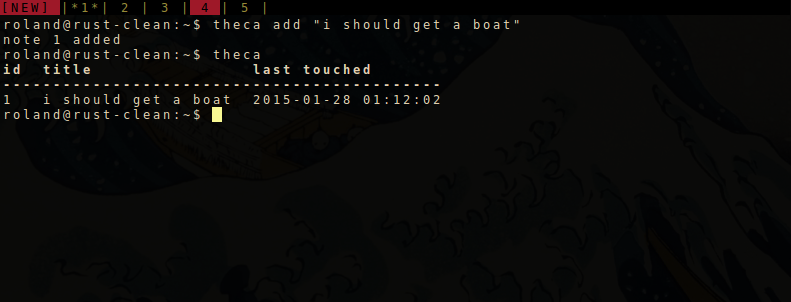 [NEW] |*1*| 2 | 3 | 4 | 5 |
roland@rust-clean:~$ theca add "i should get a boat"
note 1 added
roland@rust-clean:~$ theca
id  title                last touched
--------------------------------------------
1   i should get a boat  2015-01-28 01:12:02
roland@rust-clean:~$